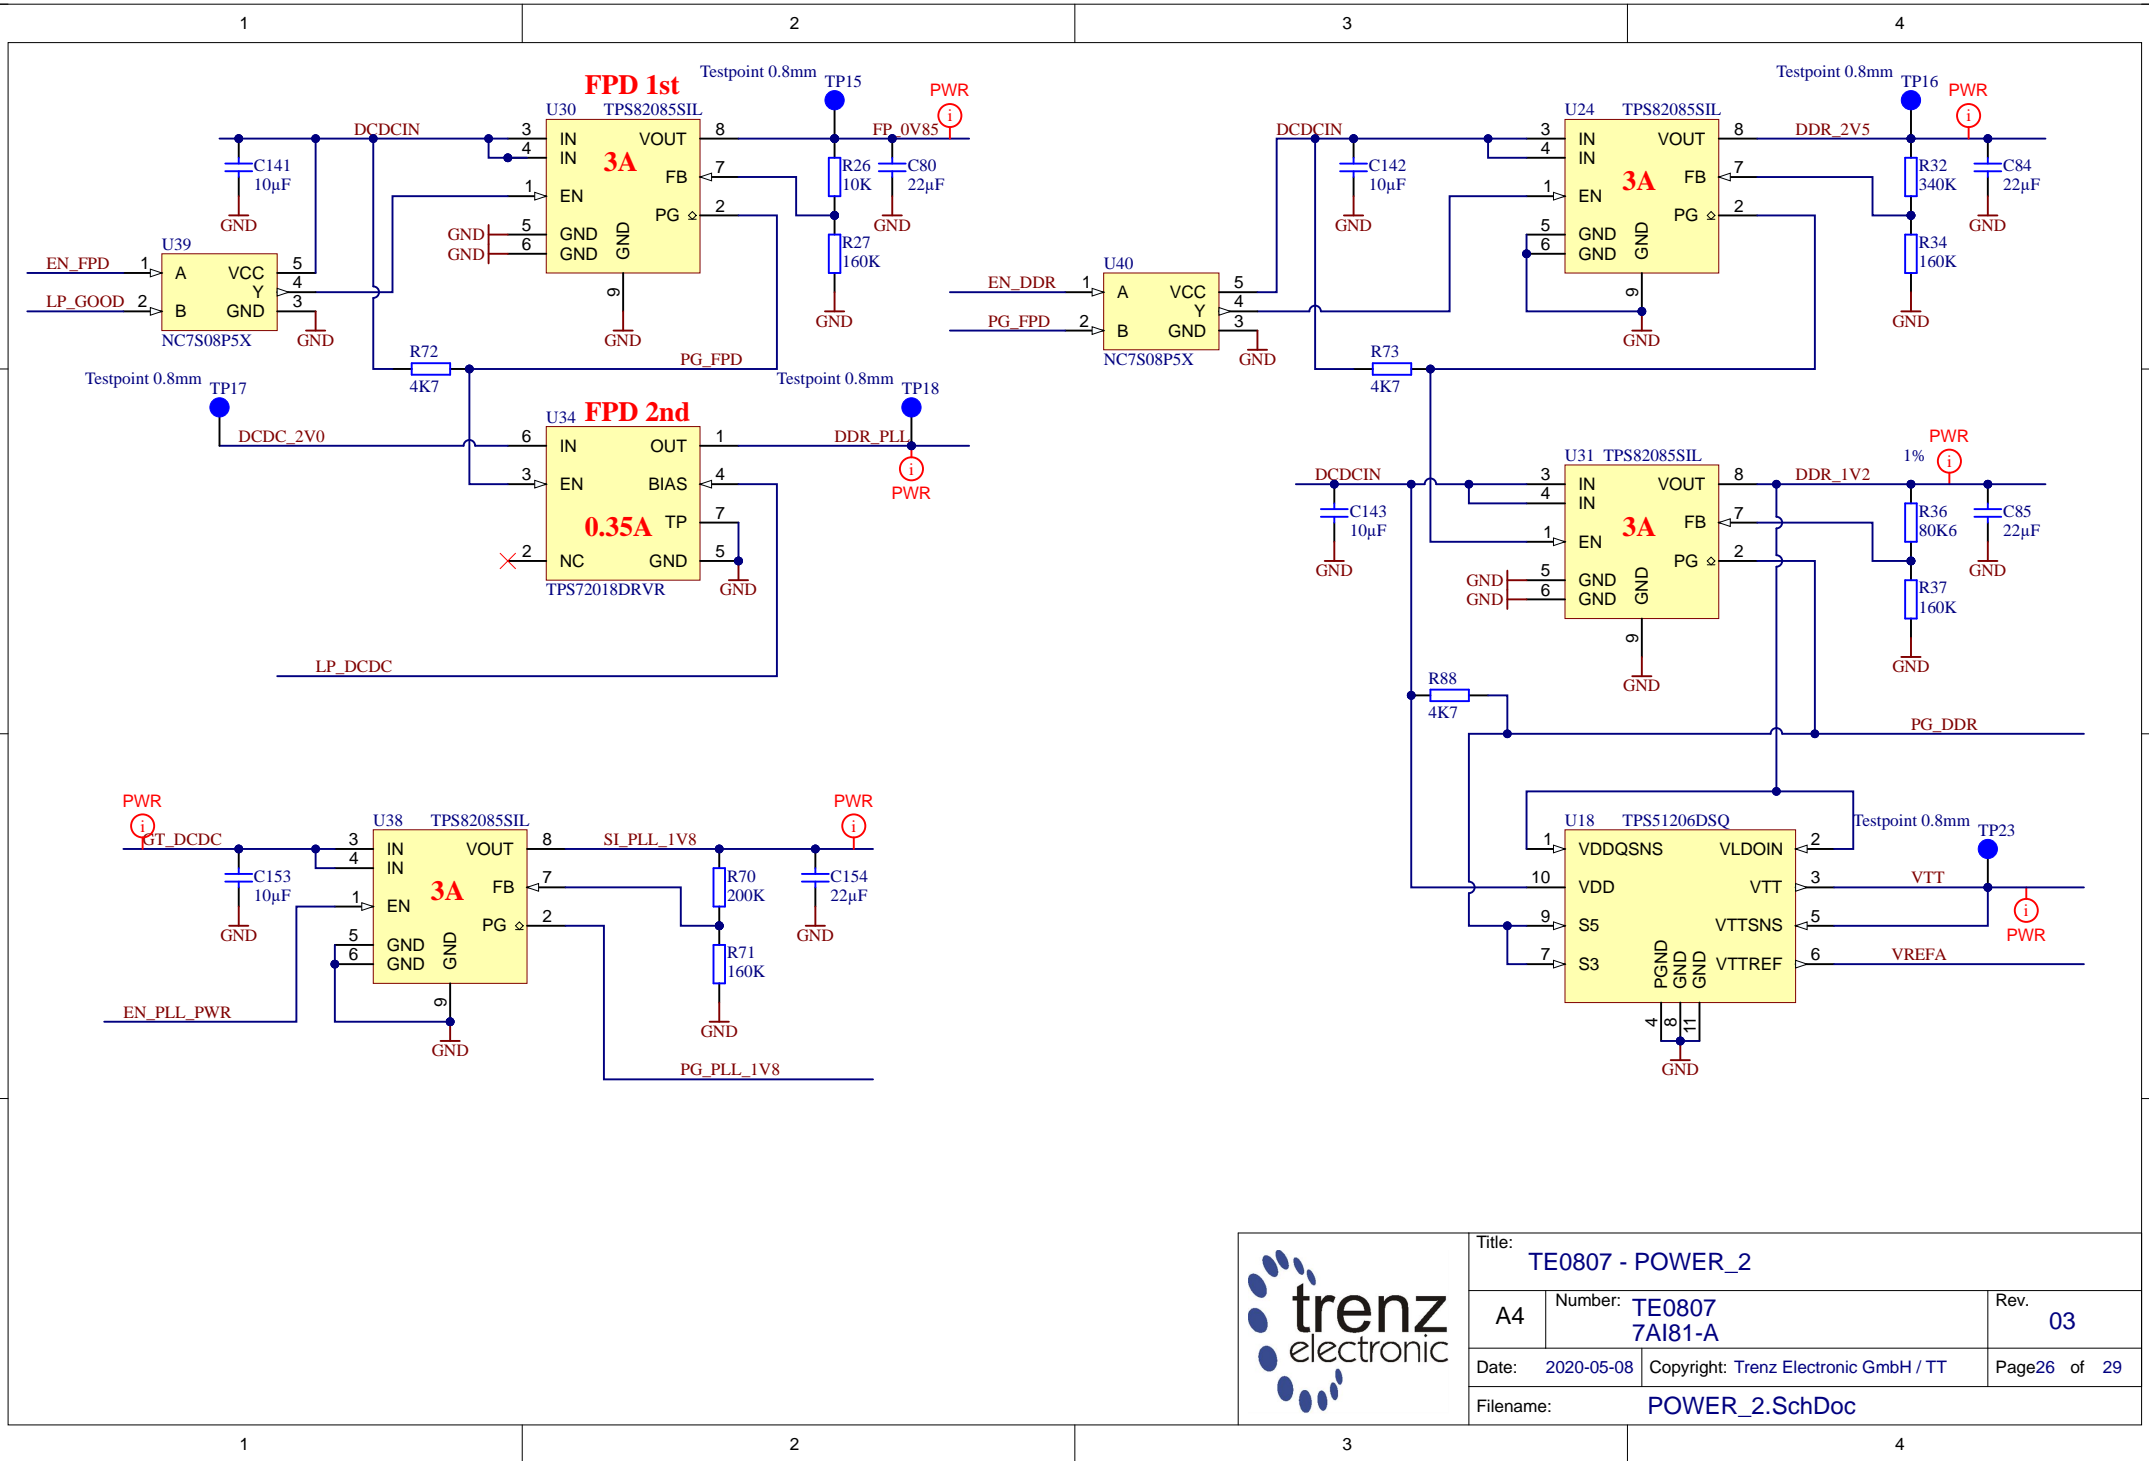 1
2
3
4
FPD 1st
Testpoint 0.8mm
TP15
PWR
U30
TPS82085SIL
DCDCIN
3
IN
VOUT
8
FP_0V85
4
IN
3A
C141
10µF
GND
7
FB
R26
10K
C80
22µF
GND
1
EN
2
PG
GND
5
GND
GND
6
GND
GND
9
GND
R27
160K
GND
U39
EN_FPD
1
A
VCC
5
Y
4
LP_GOOD
2
B
GND
3
NC7S08P5X
GND
R72
4K7
PG_FPD
Testpoint 0.8mm
TP17
DCDC_2V0
FPD 2nd
U34
Testpoint 0.8mm
TP18
6
IN
OUT
1
DDR_PLL
PWR
3
EN
BIAS
4
0.35A
TP
7
2
NC
GND
5
TPS72018DRVR
GND
LP_DCDC
PWR
GT_DCDC
U38
TPS82085SIL
3
IN
VOUT
8
SI_PLL_1V8
PWR
4
IN
3A
C153
10µF
GND
FB
7
R70
200K
C154
22µF
GND
1
EN
PG
2
5
GND
6
GND
GND
9
GND
R71
160K
GND
EN_PLL_PWR
PG_PLL_1V8
Testpoint 0.8mm
TP16
PWR
U24
TPS82085SIL
DCDCIN
3
IN
VOUT
8
DDR_2V5
4
IN
3A
C142
10µF
GND
FB
7
R32
340K
C84
22µF
GND
1
EN
PG
2
5
GND
6
GND
GND
9
GND
R34
160K
GND
U40
EN_DDR
1
A
VCC
5
Y
4
PG_FPD
2
B
GND
3
NC7S08P5X
GND
R73
4K7
U31
TPS82085SIL
1%
PWR
DCDCIN
3
IN
VOUT
8
DDR_1V2
4
IN
3A
C143
10µF
GND
FB
7
R36
80K6
C85
22µF
GND
1
EN
PG
2
GND
5
GND
GND
6
GND
GND
9
GND
R37
160K
GND
R88
4K7
PG_DDR
U18
TPS51206DSQ
Testpoint 0.8mm
TP23
1
VDDQSNS
VLDOIN
2
10
VDD
VTT
3
VTT
PWR
9
S5
VTTSNS
5
7
S3
VTTREF
6
VREFA
PGND
GND
GND
4
8
11
GND
trenz
electronic
Title:
TE0807 - POWER_2
A4
Number:
TE0807
7AI81-A
Rev.
03
Date: 2020-05-08
Copyright: Trenz Electronic GmbH / TT
Page26 of 29
Filename:
POWER_2.SchDoc
1
2
3
4